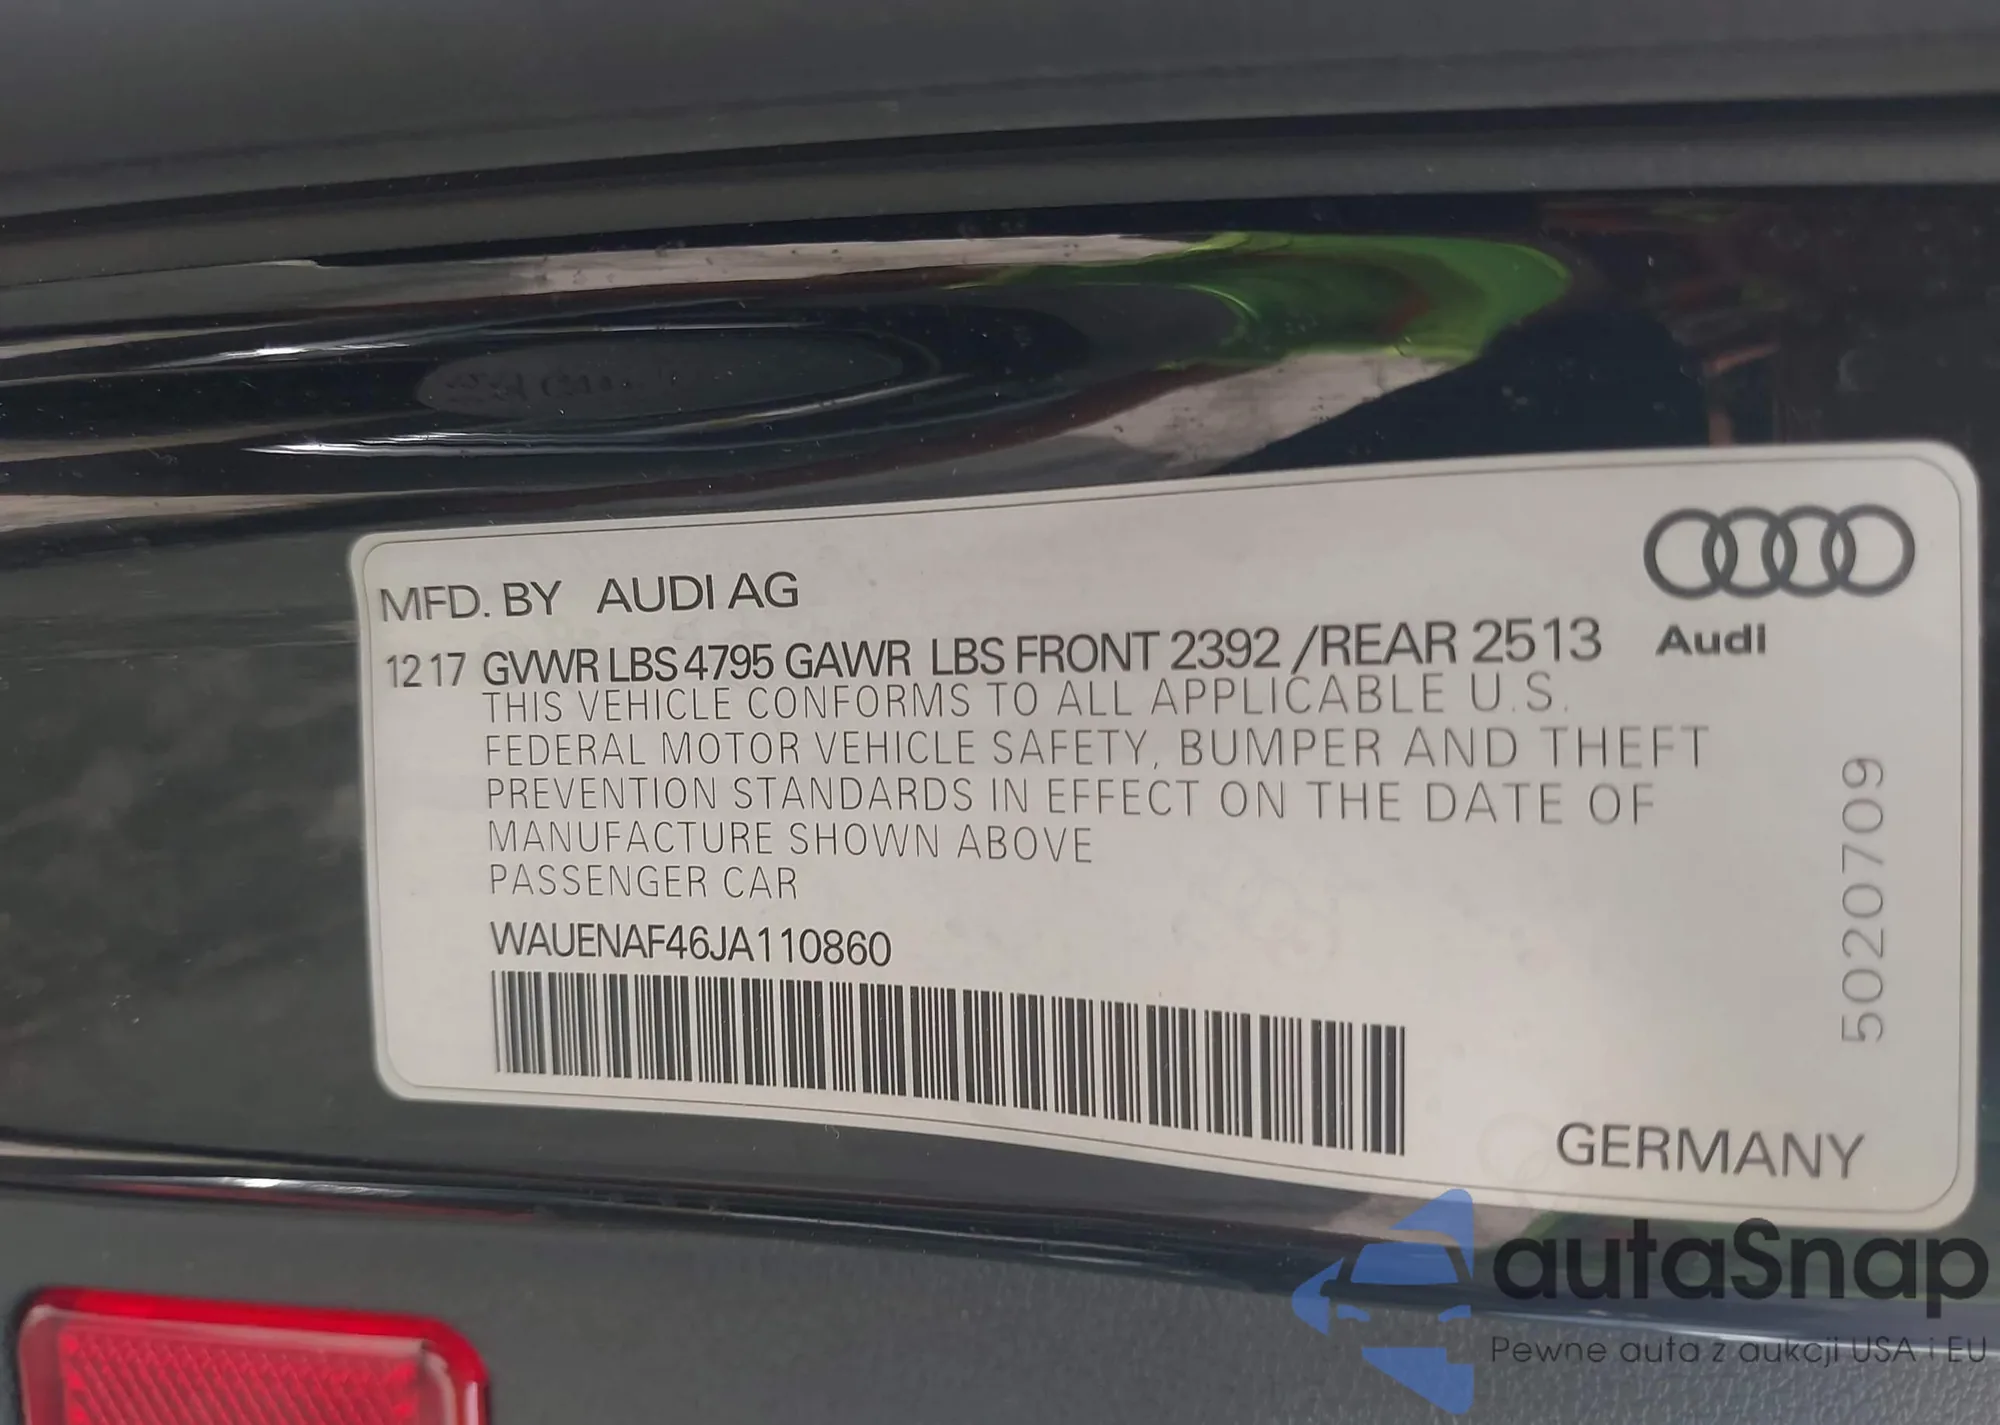 MFD. BY AUDI AG
12 17 GVWR LBS 4795 GAWR LBS FRONT 2392 /REAR 2513
Audi
THIS VEHICLE CONFORMS TO ALL APPLICABLE U.S.
FEDERAL MOTOR VEHICLE SAFETY, BUMPER AND THEFT
PREVENTION STANDARDS IN EFFECT ON THE DATE OF
MANUFACTURE SHOWN ABOVE
PASSENGER CAR
WAUENAF46JA110860
5020709
GERMANY
autaSnap
Pewne auta z aukcji USA i EU